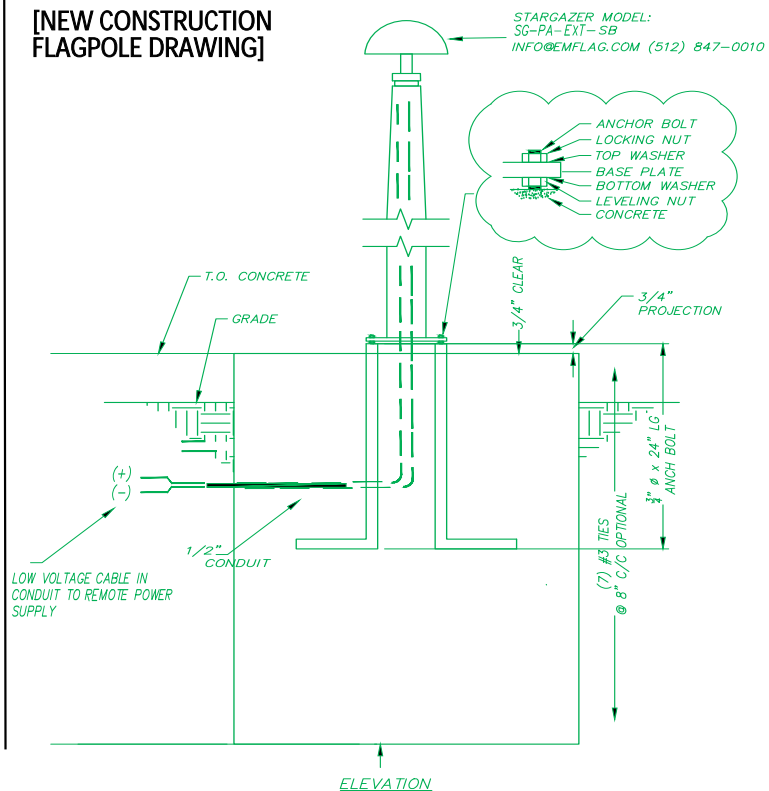 [NEW CONSTRUCTION
FLAGPOLE DRAWING]
STARGAZER MODEL:
SG-PA-EXT-SB
INFO@EMFLAG.COM (512) 847-0010
ANCHOR BOLT
LOCKING NUT
TOP WASHER
BASE PLATE
BOTTOM WASHER
LEVELING NUT
CONCRETE
T.O. CONCRETE
GRADE
3/4" CLEAR
3/4"
PROJECTION
3/4" ø x 24" LG
ANCH BOLT
(7) #3 TIES
@ 8" C/C OPTIONAL
(+)
(-)
1/2"
CONDUIT
LOW VOLTAGE CABLE IN
CONDUIT TO REMOTE POWER
SUPPLY
ELEVATION